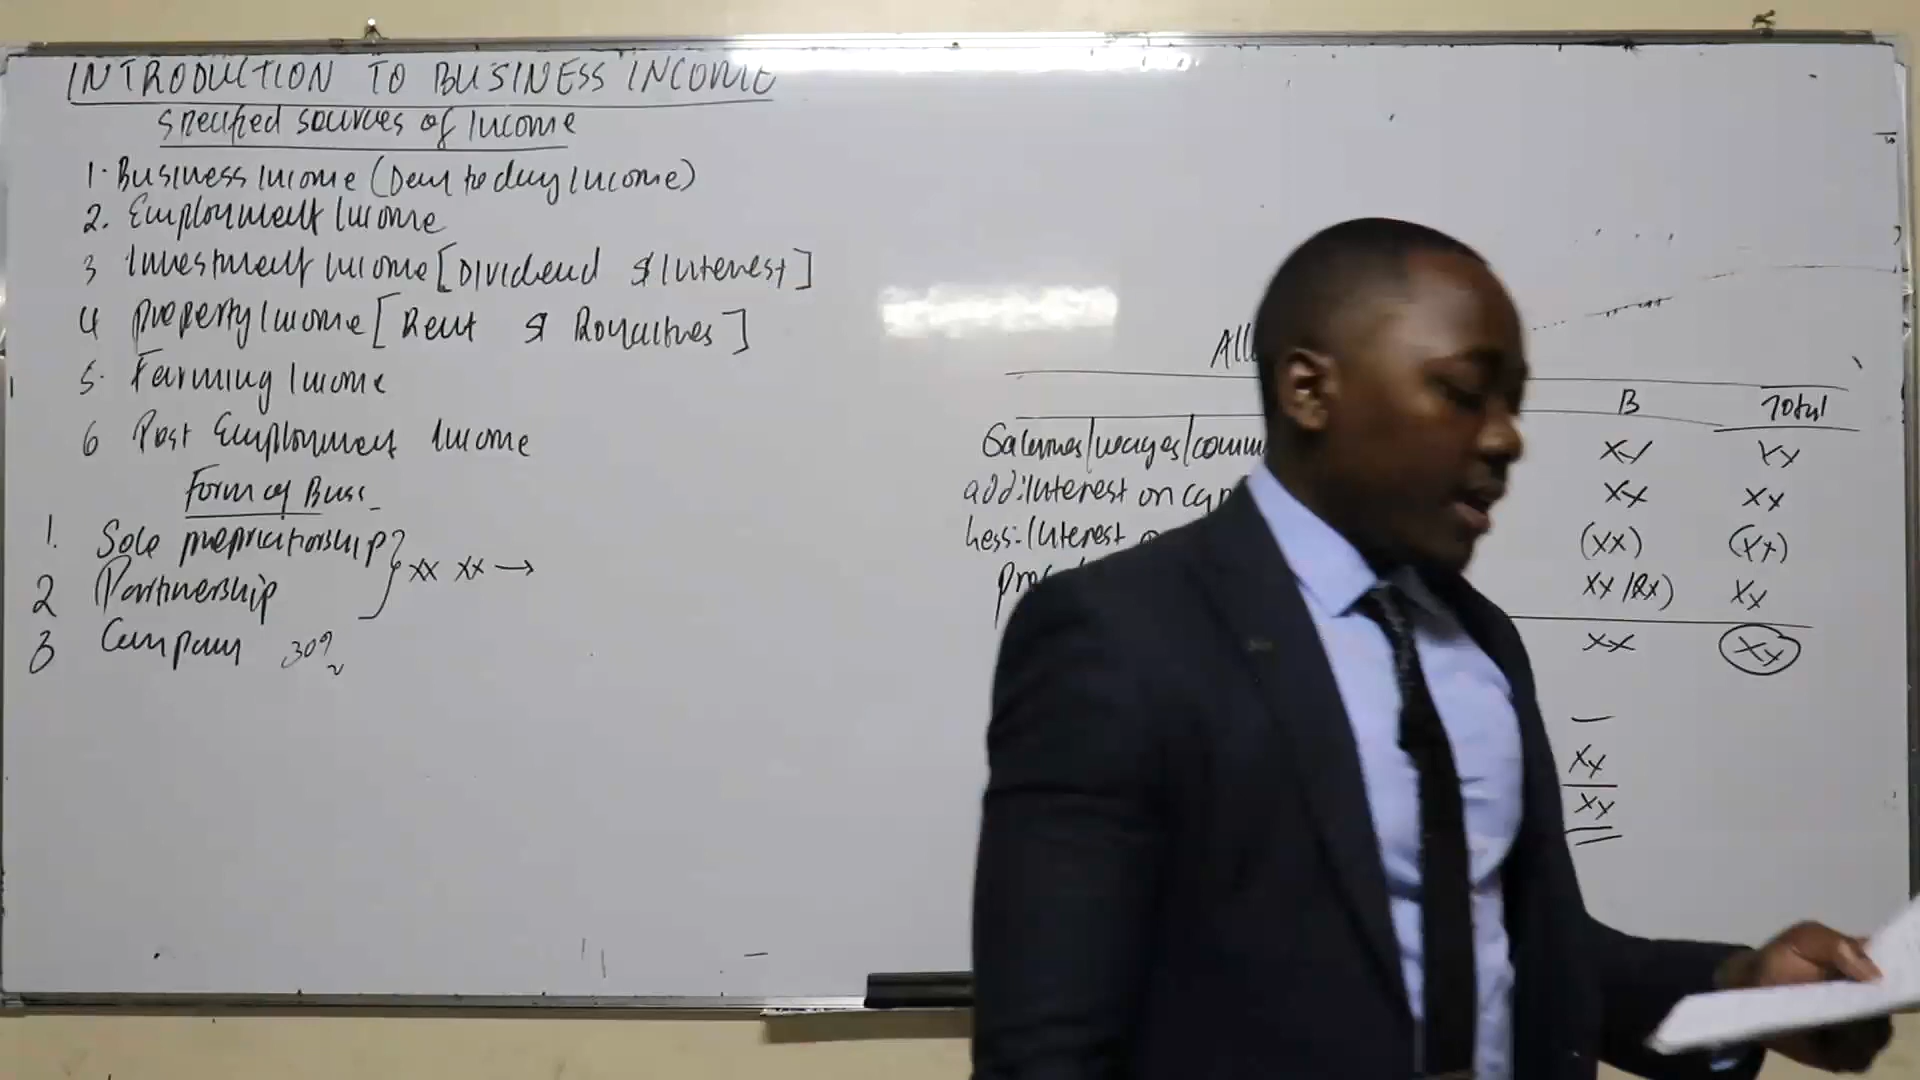 INTRODUCTION TO BUSINESS INCOME
Specified sources of Income
1. Business Income (Day to day Income)
2. Employment Income
3 Investment Income [Dividend & Interest]
4 Property Income [Rent & Royalties]
5. Farming Income
6 Post Employment Income
Form of Buss
1. Sole propriatorship
2 Partnership
xx xx →
3 Company 30%
All
B Total
Salaries/wages/comm
xx xx
add: Interest on cap
xx xx
Less: Interest
(xx) (xx)
xx/(xx) xx
xx xx
xx
xx